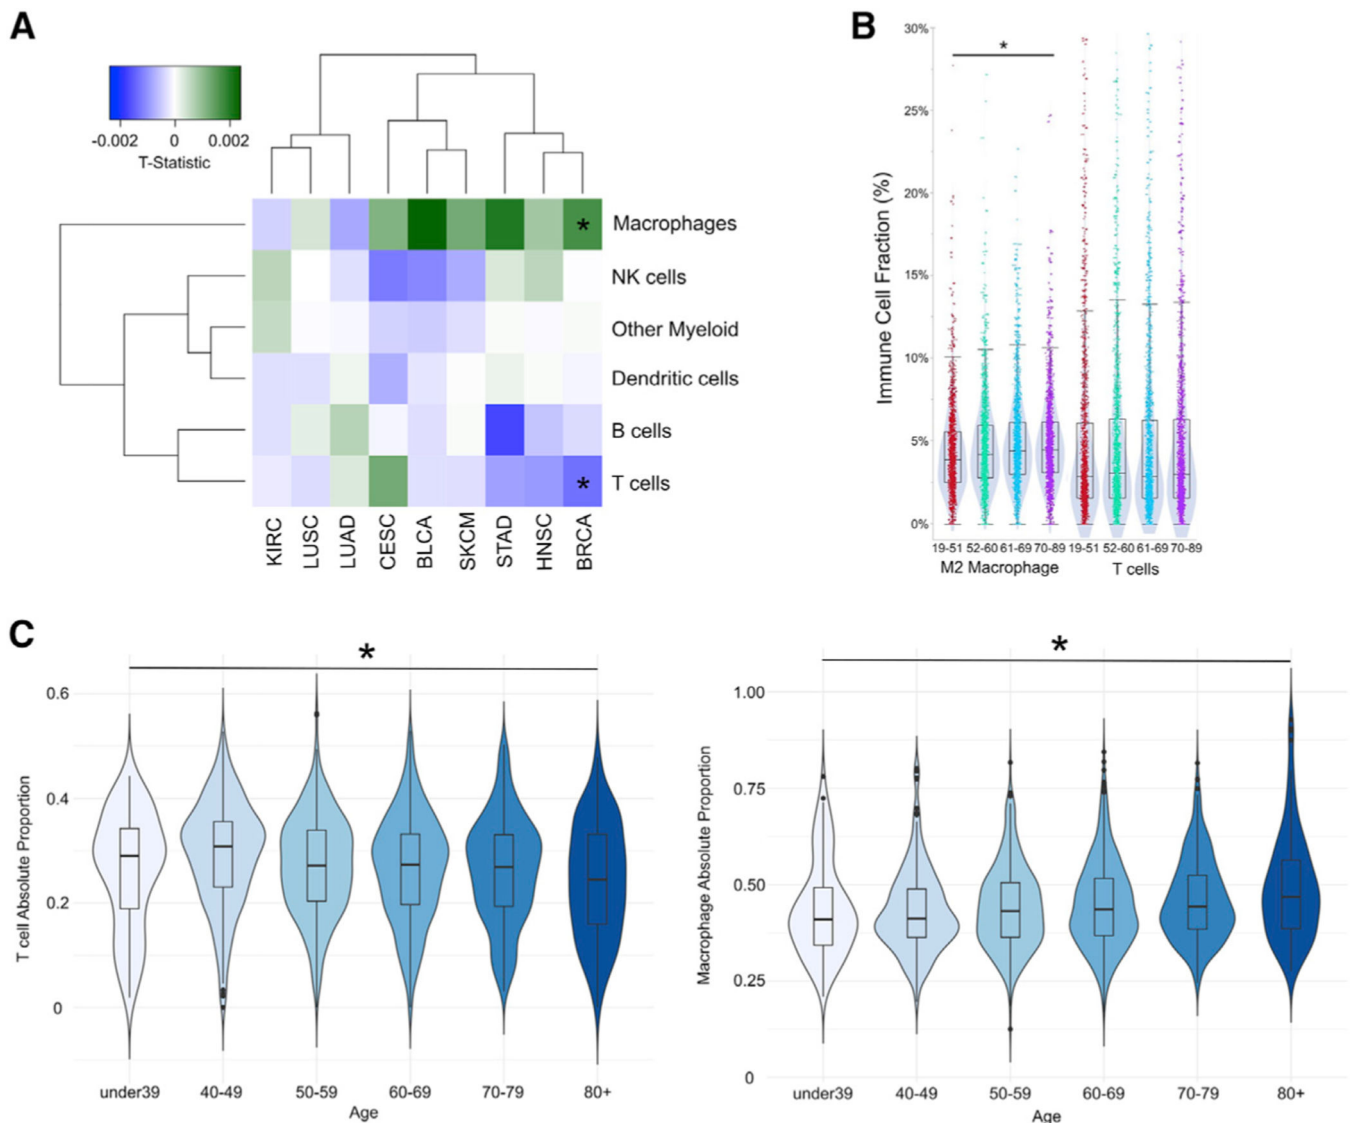 A
-0.002 0 0.002
T-Statistic
Macrophages
*
NK cells
Other Myeloid
Dendritic cells
B cells
T cells
*
KIRC LUSC LUAD CESC BLCA SKCM STAD HNSC BRCA
B
*
Immune Cell Fraction (%)
30%
25%
20%
15%
10%
5%
0%
19-51 52-60 61-69 70-89 19-51 52-60 61-69 70-89
M2 Macrophage T cells
C
*
T cell Absolute Proportion
0.6
0.4
0.2
0
under39 40-49 50-59 60-69 70-79 80+
Age
*
Macrophage Absolute Proportion
1.00
0.75
0.50
0.25
0
under39 40-49 50-59 60-69 70-79 80+
Age